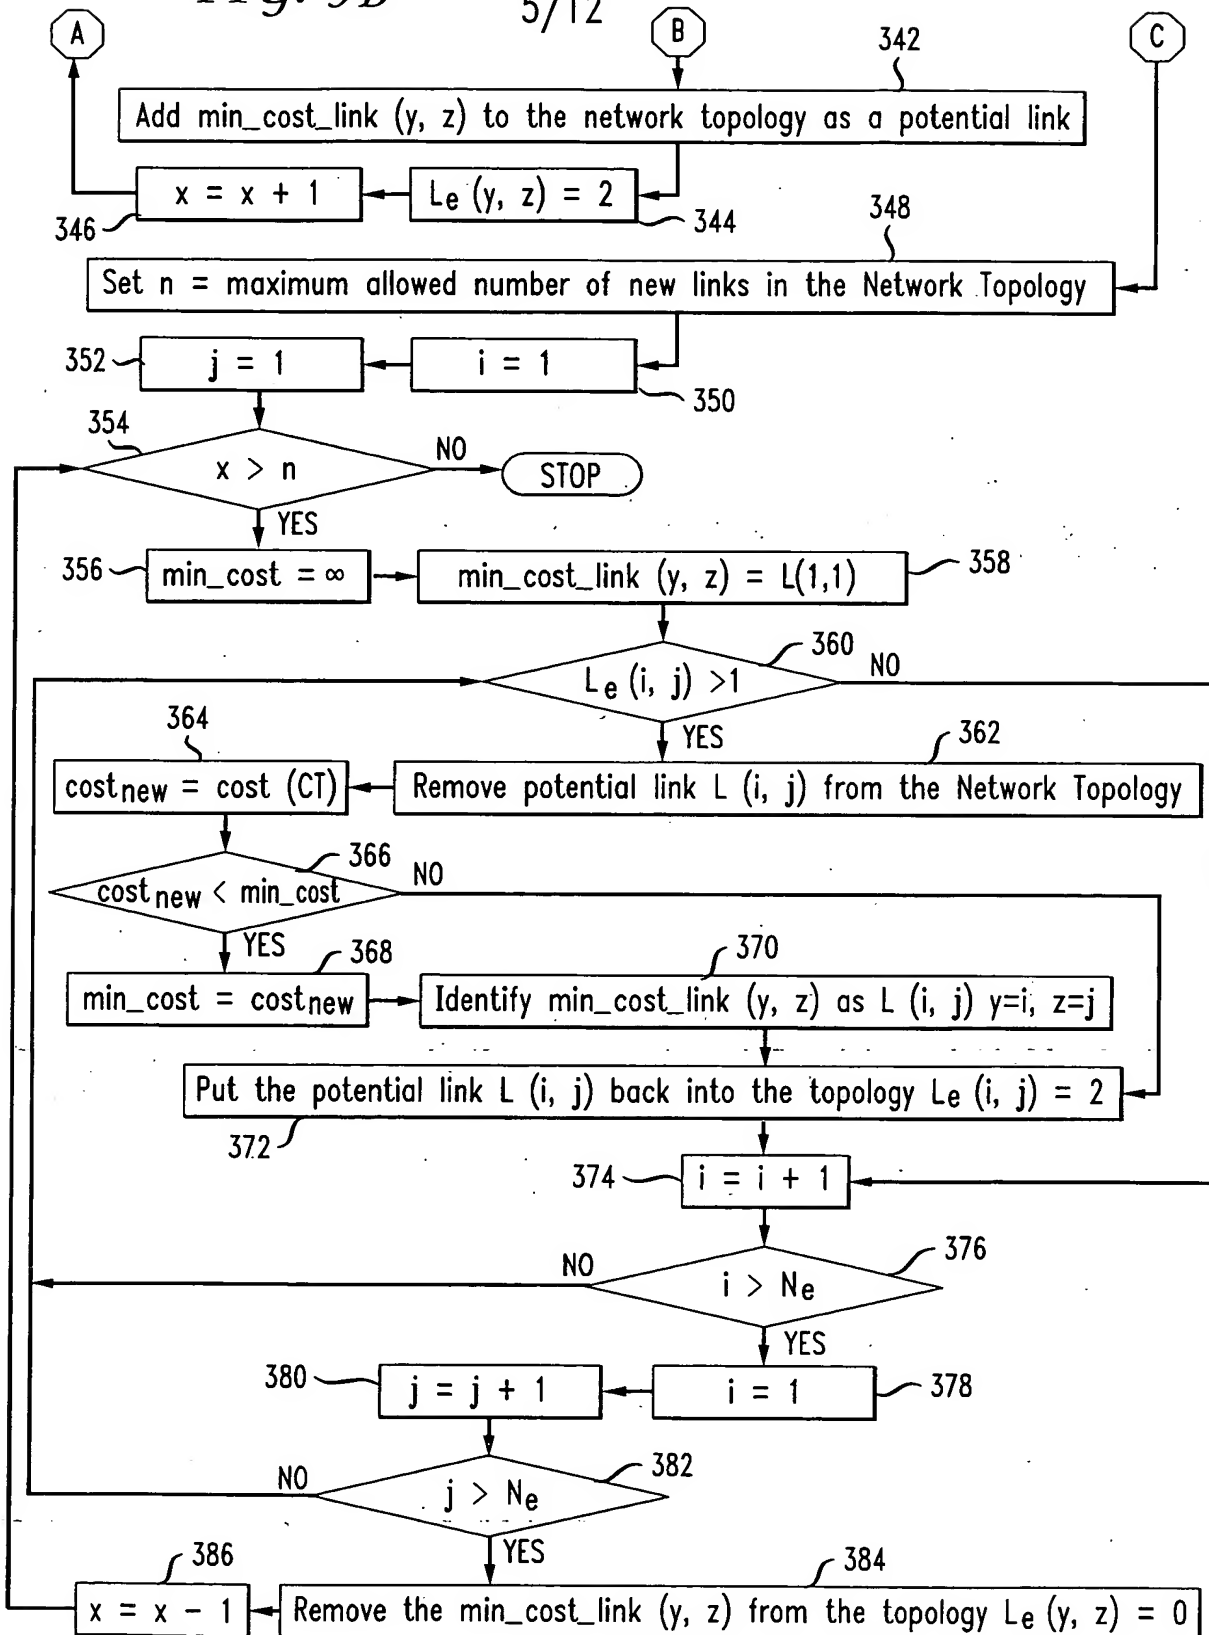 Fig. 3B
5/12
A
B
C
342
Add min_cost_link (y, z) to the network topology as a potential link
x = x + 1
Le (y, z) = 2
346
344
348
Set n = maximum allowed number of new links in the Network Topology
352
j = 1
i = 1
350
354
x > n
NO
STOP
YES
356
min_cost = ∞
min_cost_link (y, z) = L(1,1)
358
360
Le (i, j) >1
NO
YES
364
362
costnew = cost (CT)
Remove potential link L (i, j) from the Network Topology
366
costnew < min_cost
NO
YES
368
370
min_cost = costnew
Identify min_cost_link (y, z) as L (i, j) y=i, z=j
Put the potential link L (i, j) back into the topology Le (i, j) = 2
372
374
i = i + 1
376
NO
i > Ne
YES
380
j = j + 1
i = 1
378
382
NO
j > Ne
YES
386
384
x = x - 1
Remove the min_cost_link (y, z) from the topology Le (y, z) = 0